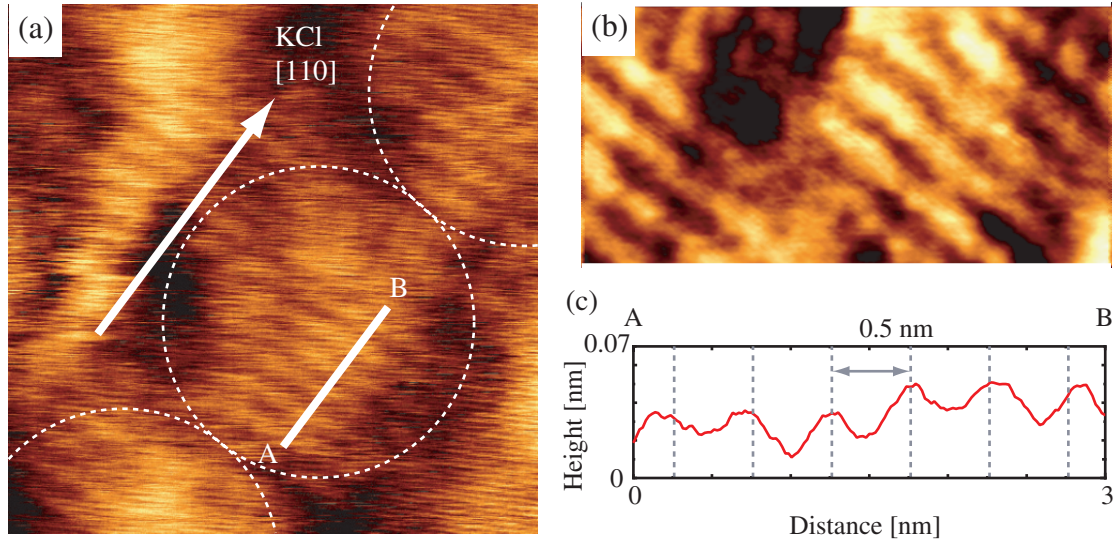 (a)
KCl
[110]
B
A
(b)
(c)
A
B
0.5 nm
0.07
Height [nm]
0
0
3
Distance [nm]